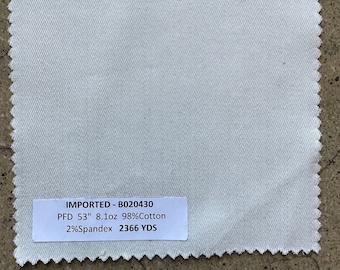 IMPORTED - B020430
PFD 53" 8.1oz 98%Cotton
2%Spandex 2366 YDS